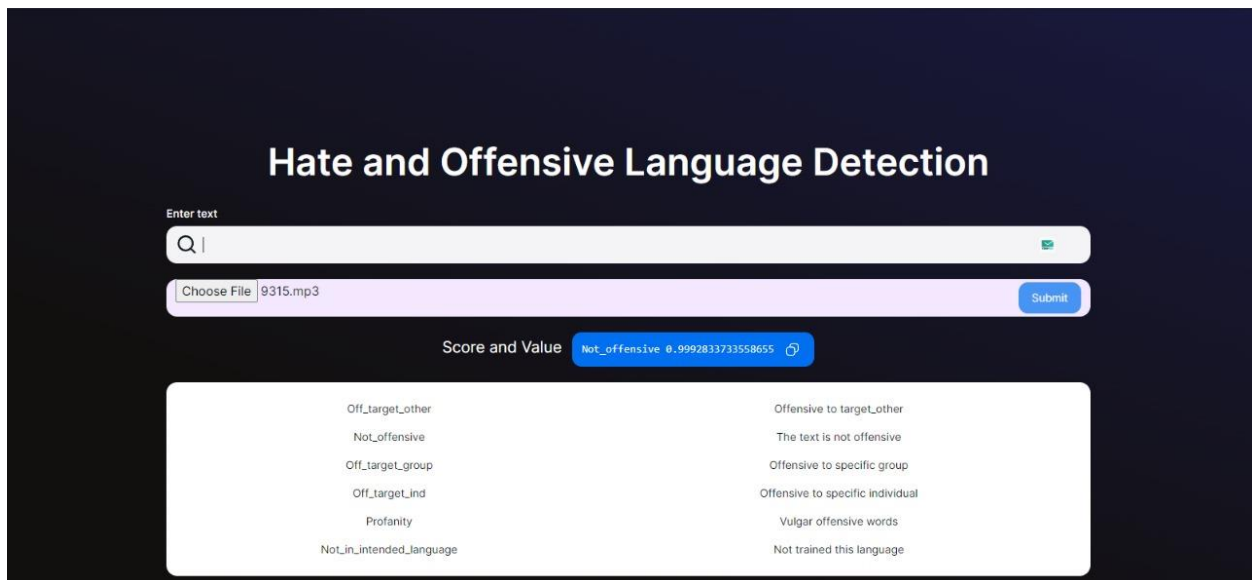 Hate and Offensive Language Detection
Enter text
Choose File 9315.mp3
Submit
Score and Value Not_offensive 0.9992833733558655
Off_target_other Offensive to target_other
Not_offensive The text is not offensive
Off_target_group Offensive to specific group
Off_target_ind Offensive to specific individual
Profanity Vulgar offensive words
Not_in_intended_language Not trained this language